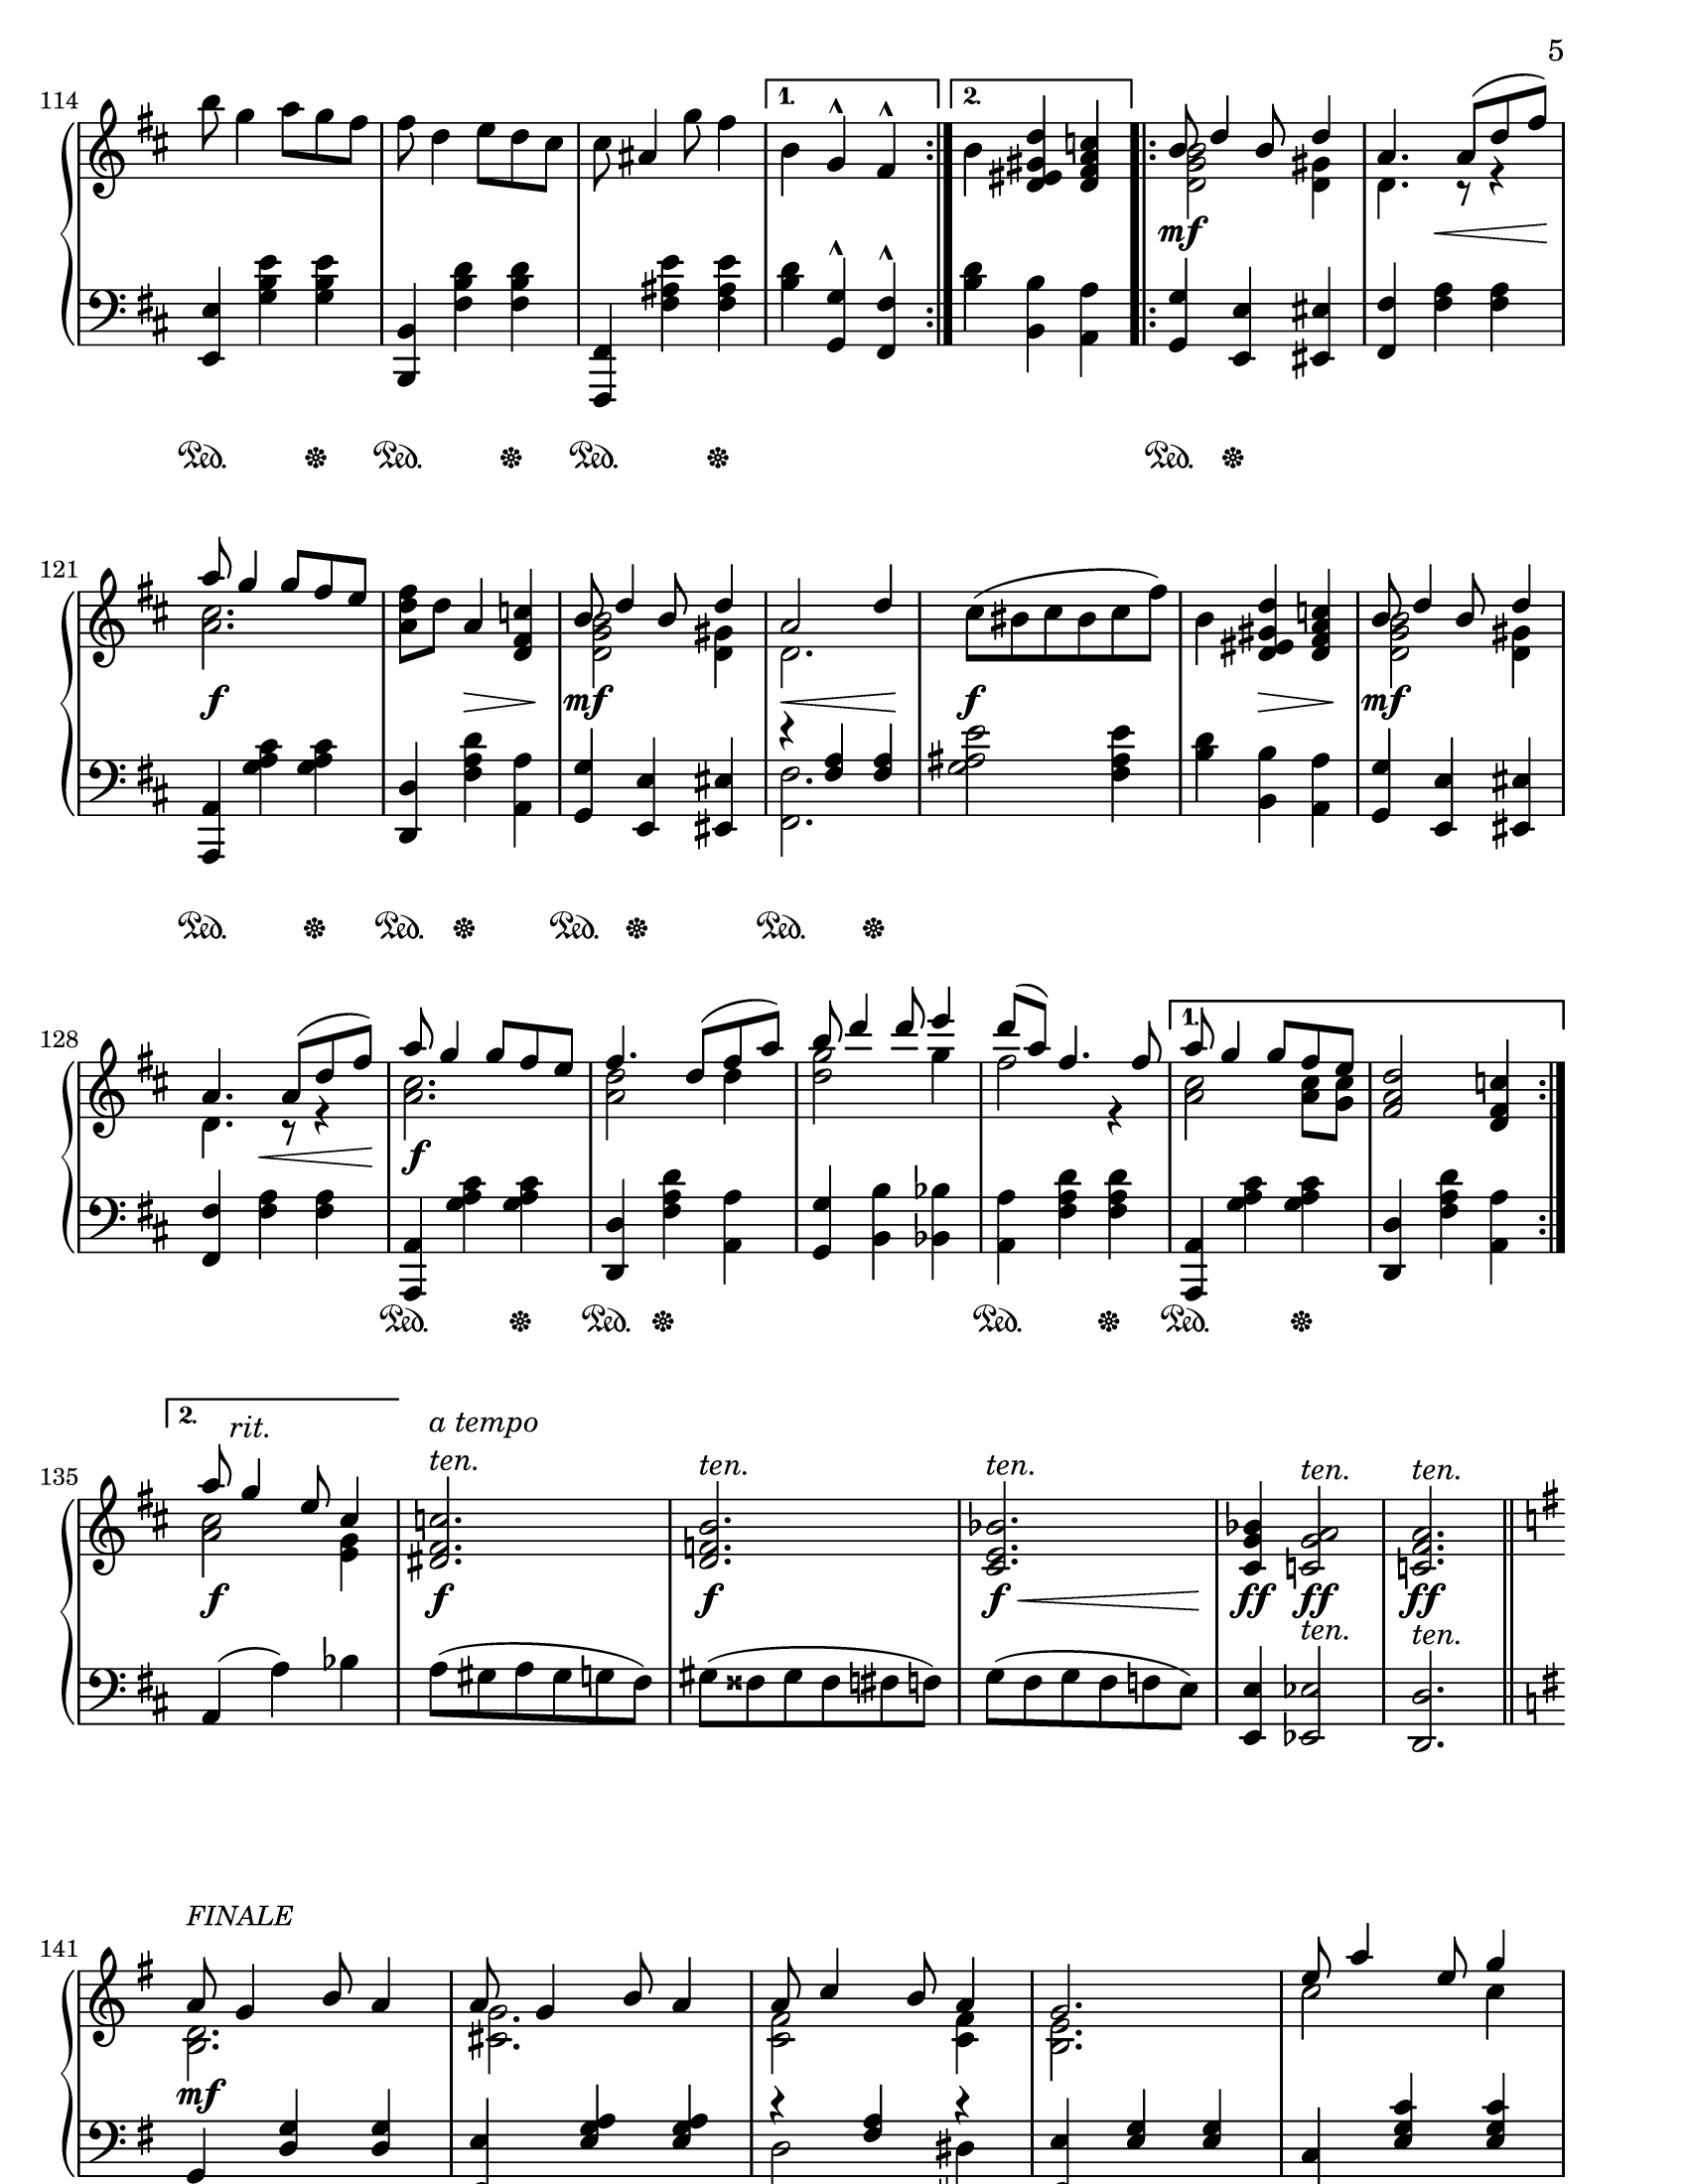 5
114
1.
2.
mf
Ped. Ped. Ped. Ped.
121
f mf f mf
Ped. Ped. Ped. Ped.
128
1.
f
Ped. Ped. Ped. Ped.
2.
rit.
a tempo
ten. ten. ten. ten. ten.
135
f f f f ff ff ff
ten. ten.
FINALE
141
mf